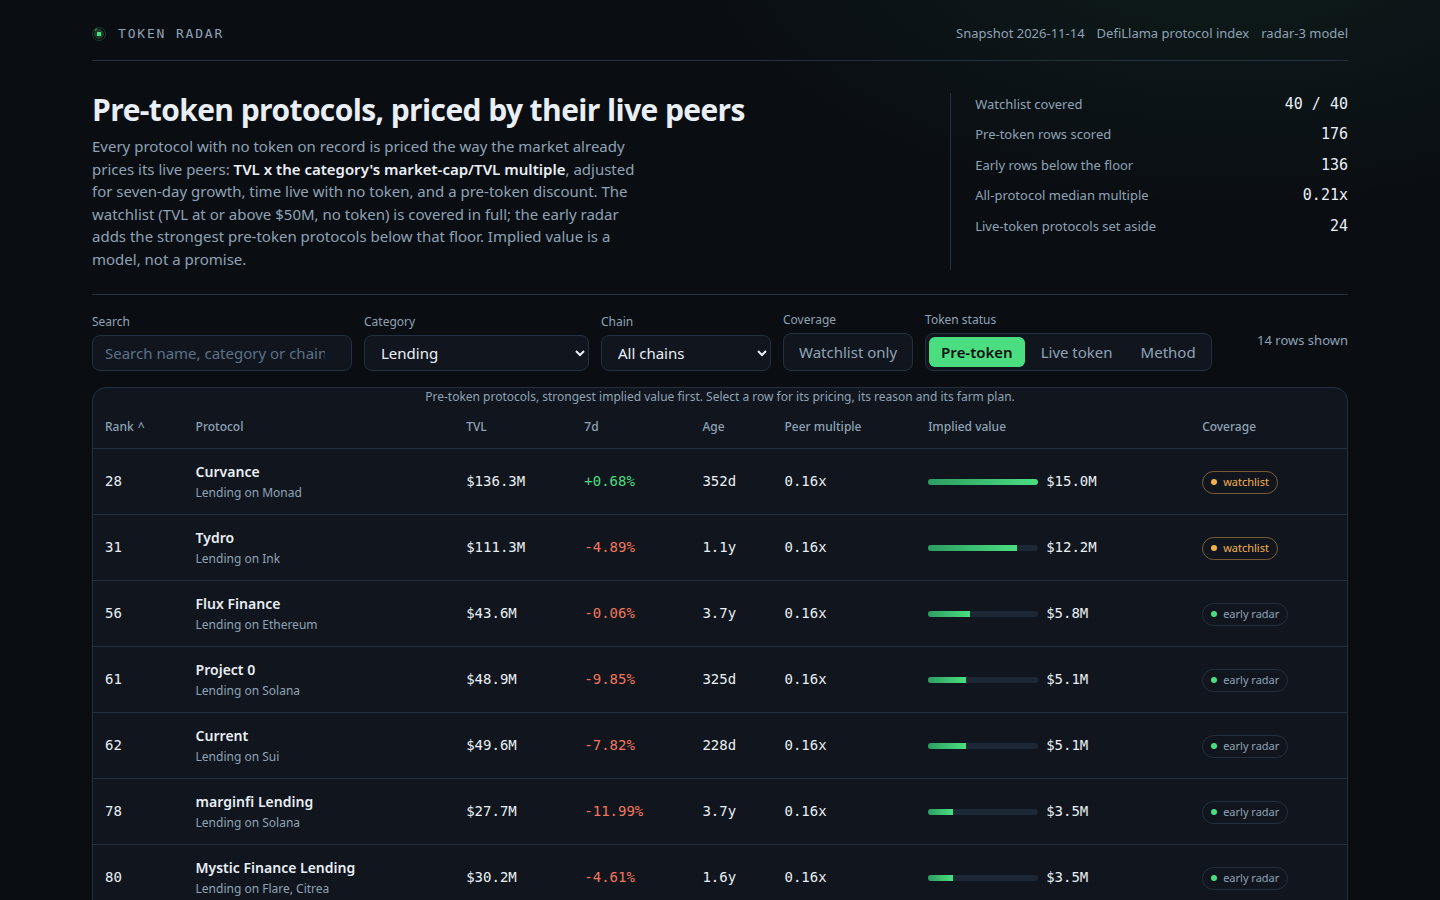 TOKEN RADAR
Snapshot 2026-11-14 DefiLlama protocol index radar-3 model
Pre-token protocols, priced by their live peers
Every protocol with no token on record is priced the way the market already
prices its live peers: TVL x the category's market-cap/TVL multiple, adjusted
for seven-day growth, time live with no token, and a pre-token discount. The
watchlist (TVL at or above $50M, no token) is covered in full; the early radar
adds the strongest pre-token protocols below that floor. Implied value is a
model, not a promise.
Watchlist covered 40 / 40
Pre-token rows scored 176
Early rows below the floor 136
All-protocol median multiple 0.21x
Live-token protocols set aside 24
Search Category Chain Coverage Token status
Search name, category or chain Lending All chains Watchlist only Pre-token Live token Method 14 rows shown
Pre-token protocols, strongest implied value first. Select a row for its pricing, its reason and its farm plan.
Rank ^ Protocol TVL 7d Age Peer multiple Implied value Coverage
28 Curvance $136.3M +0.68% 352d 0.16x $15.0M watchlist
Lending on Monad
31 Tydro $111.3M -4.89% 1.1y 0.16x $12.2M watchlist
Lending on Ink
56 Flux Finance $43.6M -0.06% 3.7y 0.16x $5.8M early radar
Lending on Ethereum
61 Project 0 $48.9M -9.85% 325d 0.16x $5.1M early radar
Lending on Solana
62 Current $49.6M -7.82% 228d 0.16x $5.1M early radar
Lending on Sui
78 marginfi Lending $27.7M -11.99% 3.7y 0.16x $3.5M early radar
Lending on Solana
80 Mystic Finance Lending $30.2M -4.61% 1.6y 0.16x $3.5M early radar
Lending on Flare, Citrea